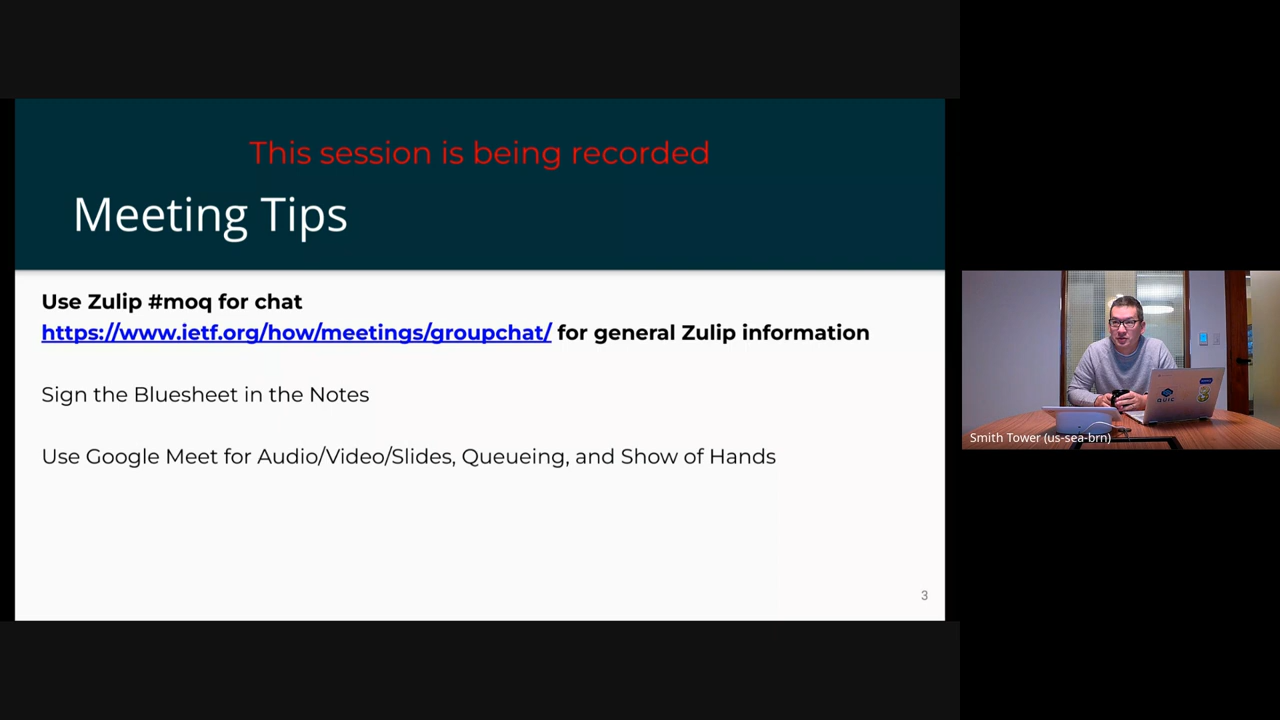 This session is being recorded
Meeting Tips
Use Zulip #moq for chat
https://www.ietf.org/how/meetings/groupchat/ for general Zulip information
Sign the Bluesheet in the Notes
Use Google Meet for Audio/Video/Slides, Queueing, and Show of Hands
3
Smith Tower (us-sea-brn)
QUIC